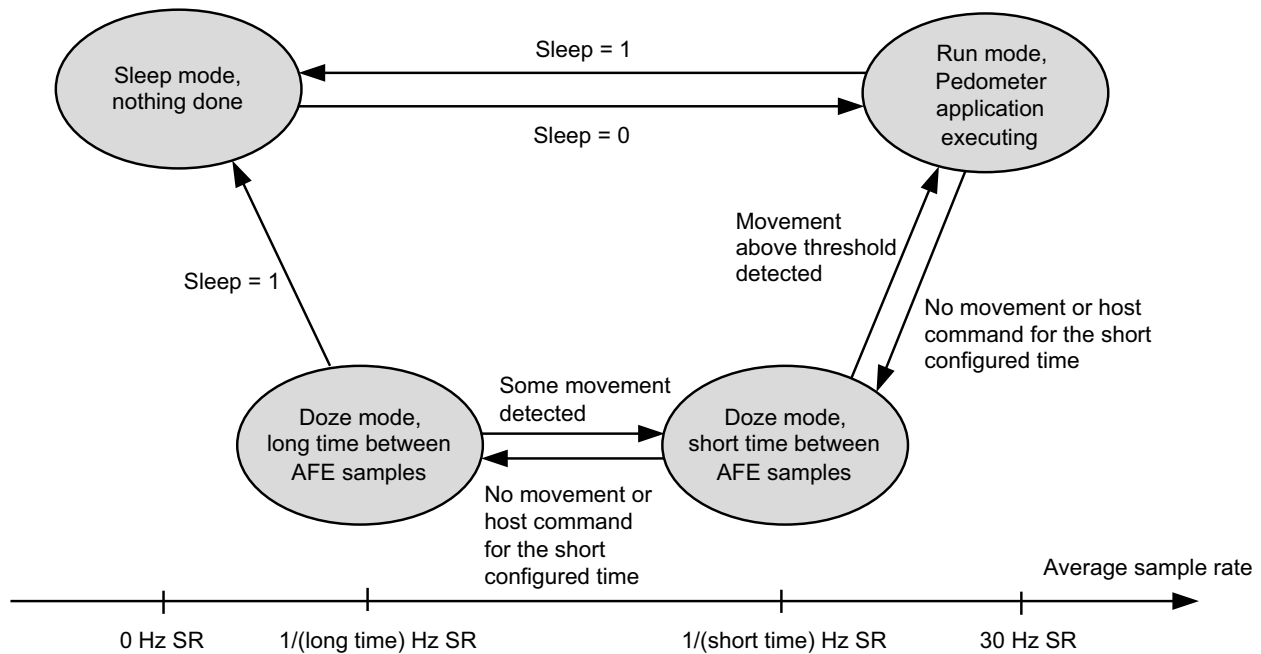 Sleep mode,
nothing done
Sleep = 1
Sleep = 0
Run mode,
Pedometer
application
executing
Sleep = 1
Movement
above threshold
detected
No movement or host
command for the short
configured time
Doze mode,
long time between
AFE samples
Some movement
detected
No movement or
host command
for the short
configured time
Doze mode,
short time between
AFE samples
Average sample rate
0 Hz SR
1/(long time) Hz SR
1/(short time) Hz SR
30 Hz SR